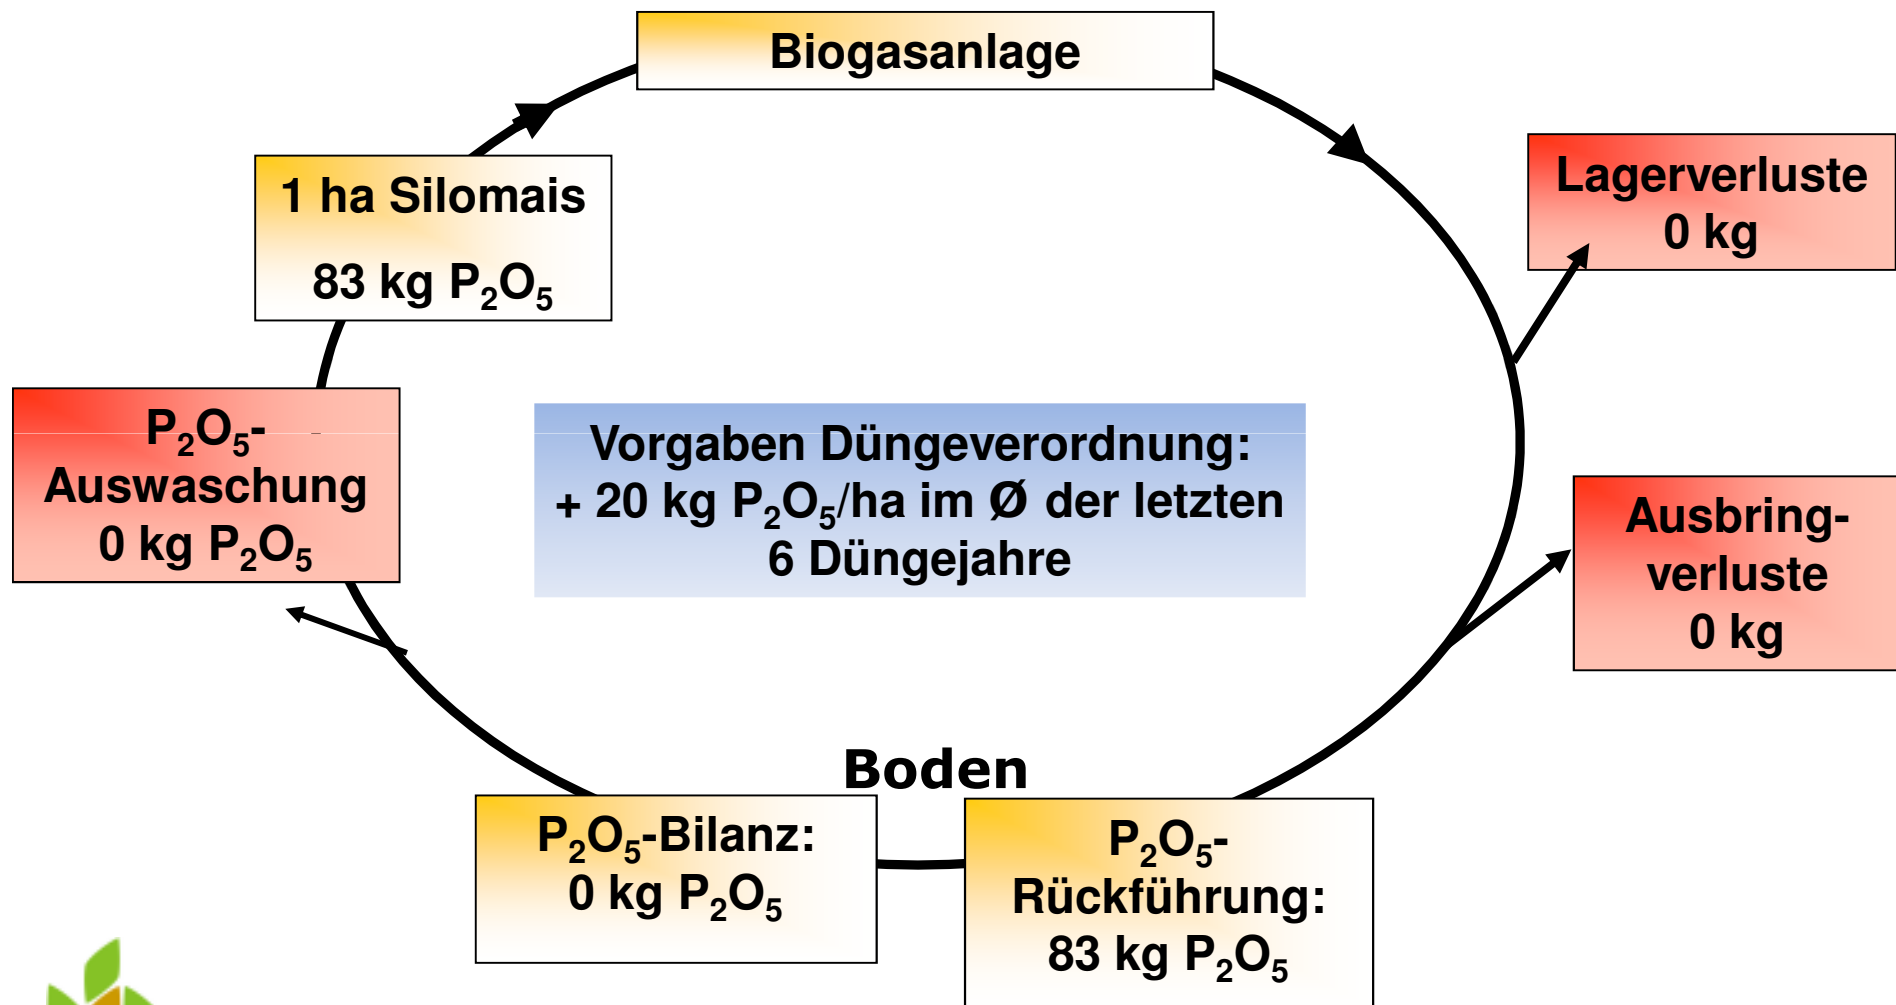 Biogasanlage
1 ha Silomais
83 kg P₂O₅
Lagerverluste
0 kg
P₂O₅-
Auswaschung
0 kg P₂O₅
Vorgaben Düngeverordnung:
+ 20 kg P₂O₅/ha im Ø der letzten
6 Düngejahre
Ausbring-
verluste
0 kg
Boden
P₂O₅-Bilanz:
0 kg P₂O₅
P₂O₅-
Rückführung:
83 kg P₂O₅